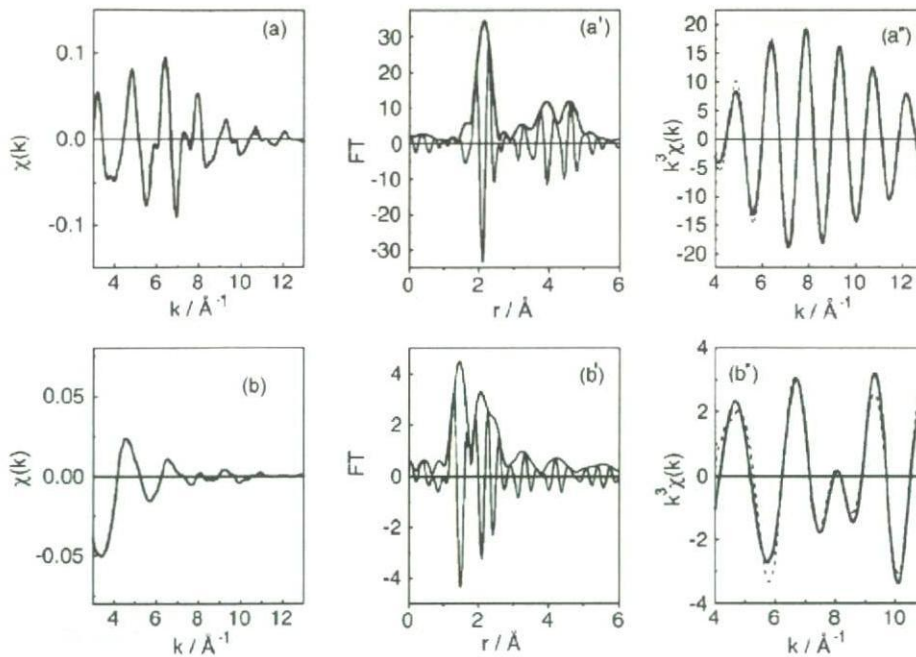 (a)
0.1
0.0
-0.1
χ(k)
4 6 8 10 12
k / Å⁻¹
(a')
30
20
10
0
-10
-20
-30
FT
0 2 4 6
r / Å
(a")
20
15
10
5
0
-5
-10
-15
-20
k³χ(k)
4 6 8 10
k / Å⁻¹
(b)
0.05
0.00
-0.05
χ(k)
4 6 8 10 12
k / Å⁻¹
(b')
4
2
0
-2
-4
FT
0 2 4 6
r / Å
(b")
4
2
0
-2
-4
k³χ(k)
4 6 8 10
k / Å⁻¹